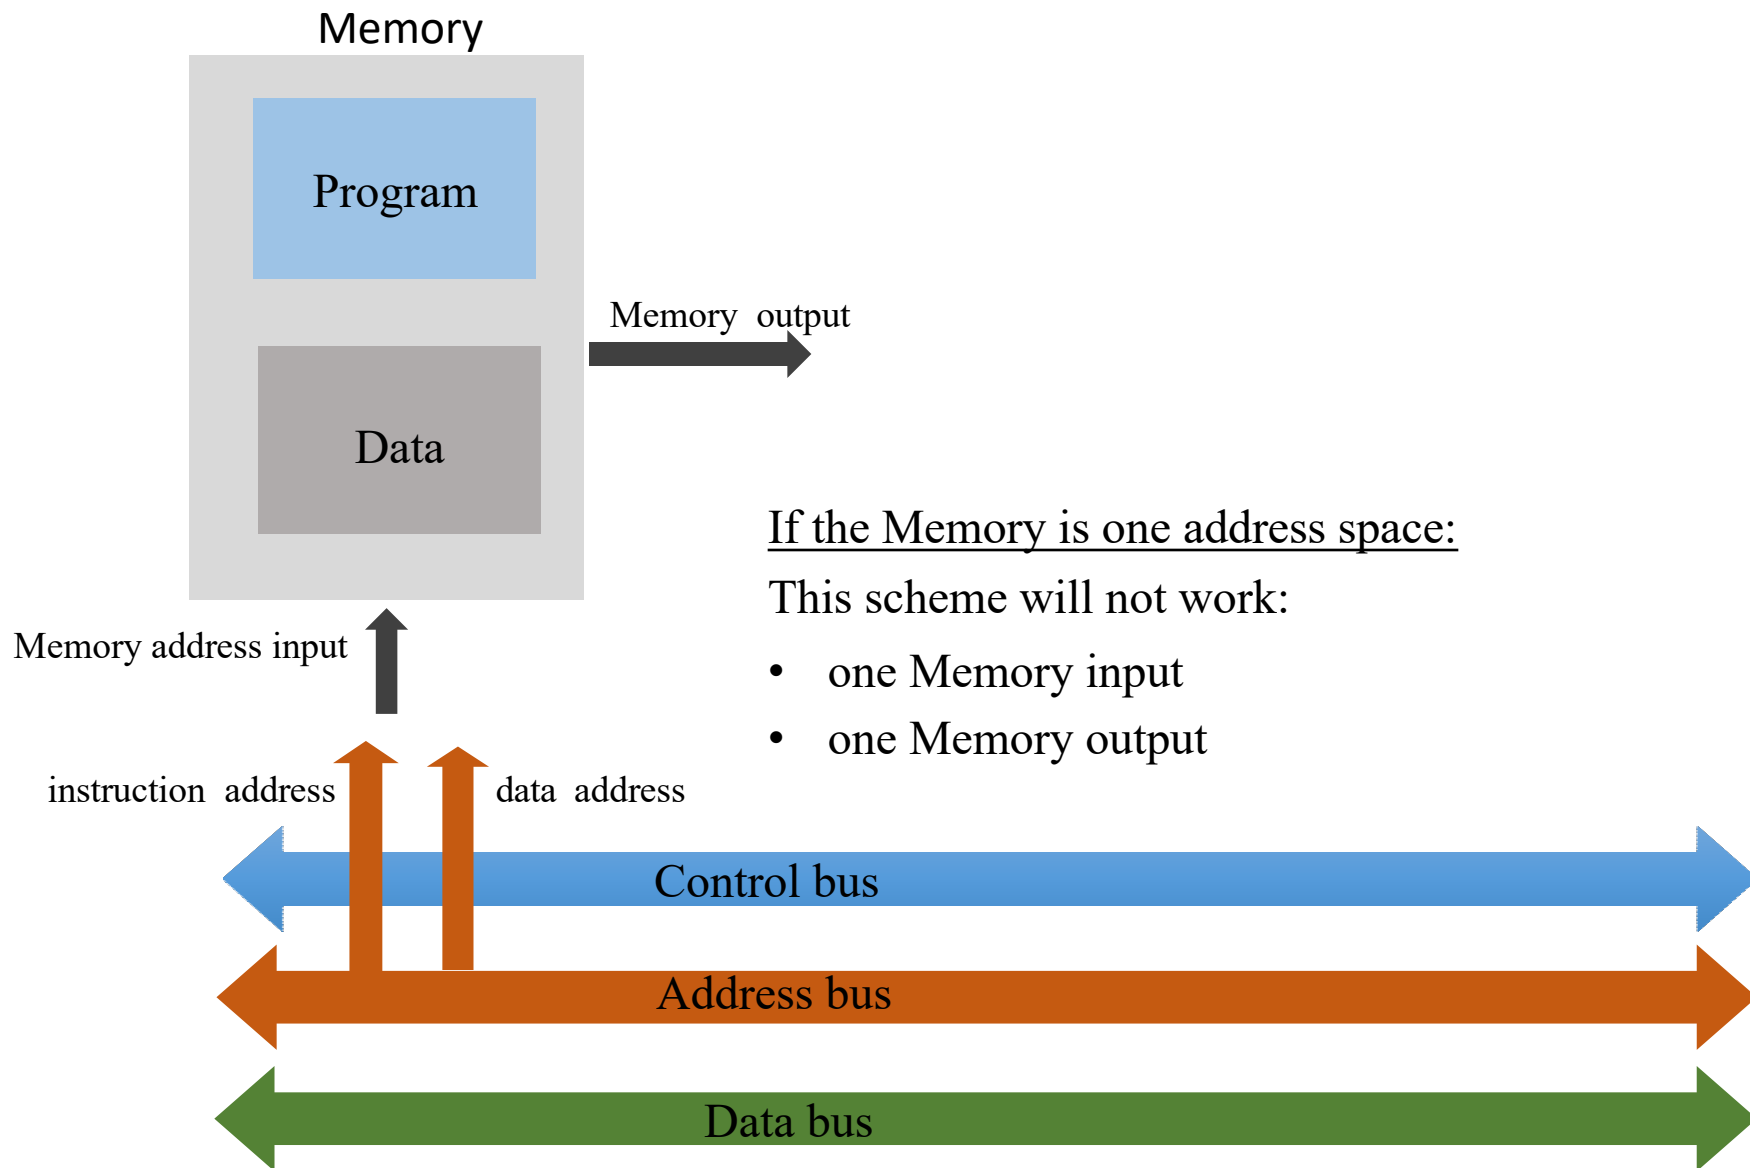 Memory
Program
Memory output
Data
If the Memory is one address space:
This scheme will not work:
Memory address input
• one Memory input
• one Memory output
instruction address
data address
Control bus
Address bus
Data bus